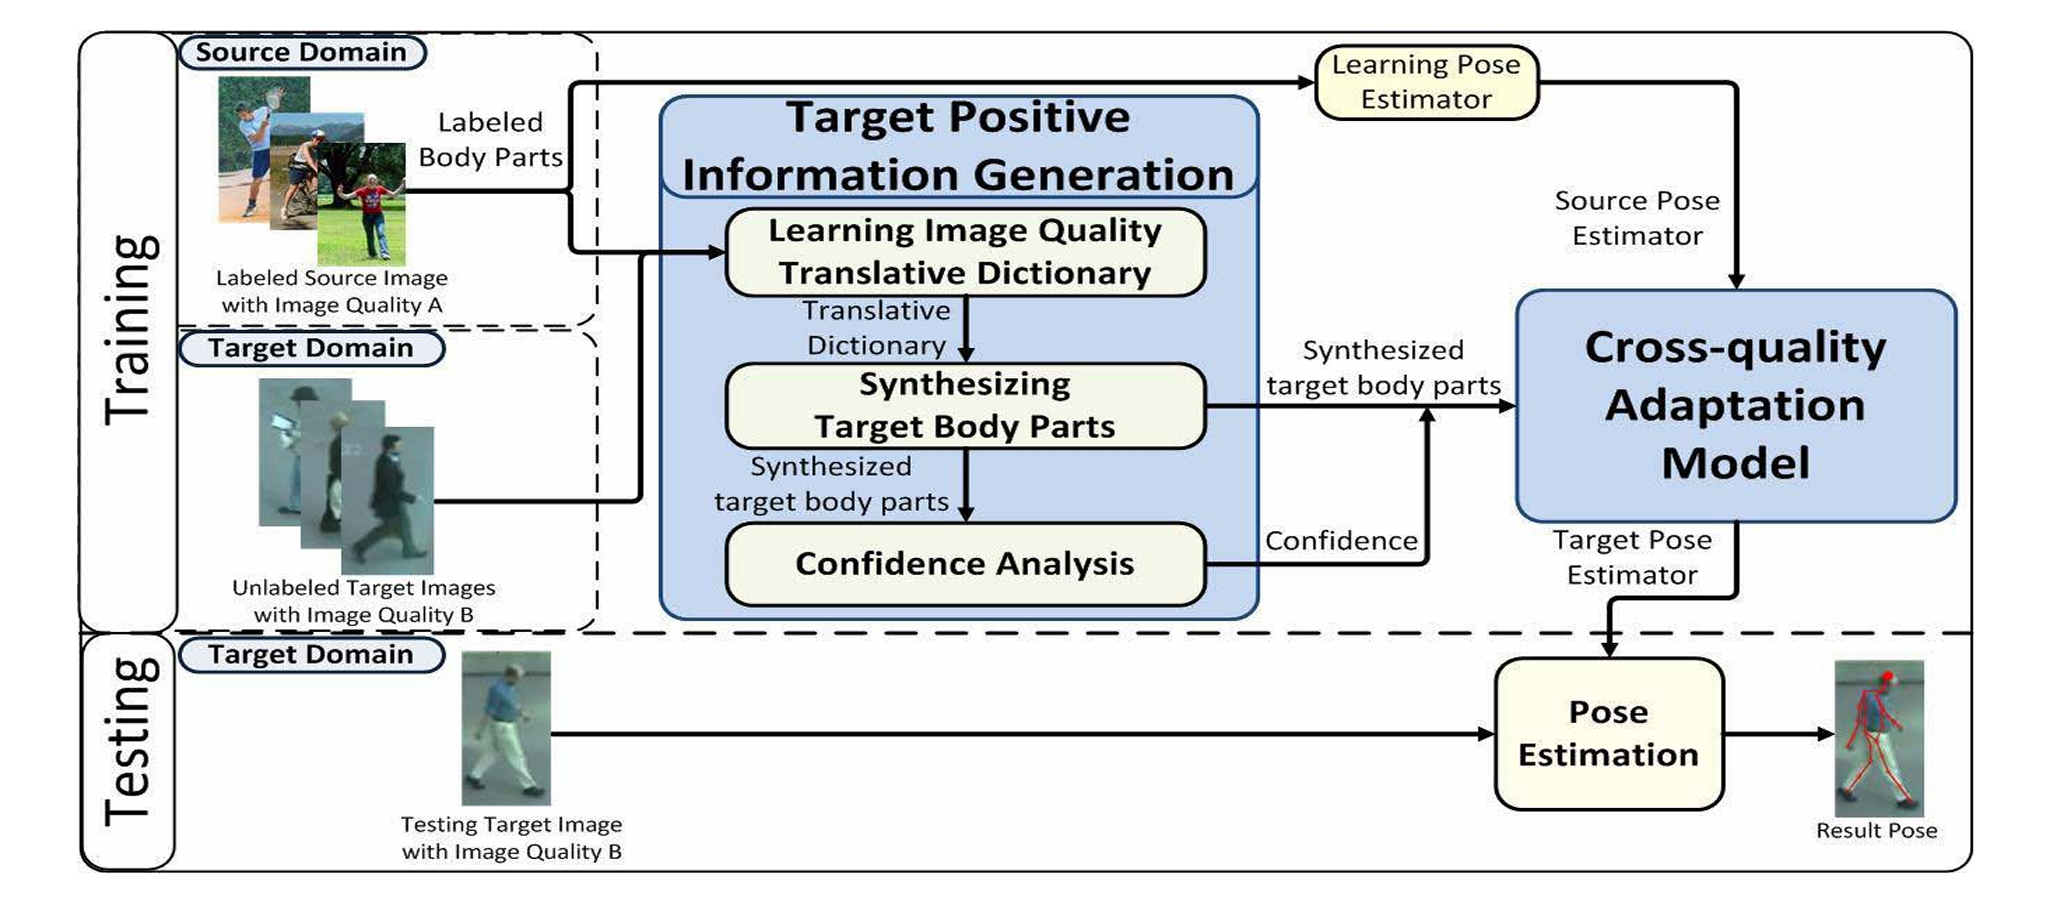 Training
Source Domain
Labeled
Body Parts
Labeled Source Image
with Image Quality A
Target Domain
Unlabeled Target Images
with Image Quality B
Target Positive
Information Generation
Learning Image Quality
Translative Dictionary
Translative
Dictionary
Synthesizing
Target Body Parts
Synthesized
target body parts
Confidence Analysis
Learning Pose
Estimator
Source Pose
Estimator
Synthesized
target body parts
Confidence
Cross-quality
Adaptation
Model
Target Pose
Estimator
Testing
Target Domain
Testing Target Image
with Image Quality B
Pose
Estimation
Result Pose